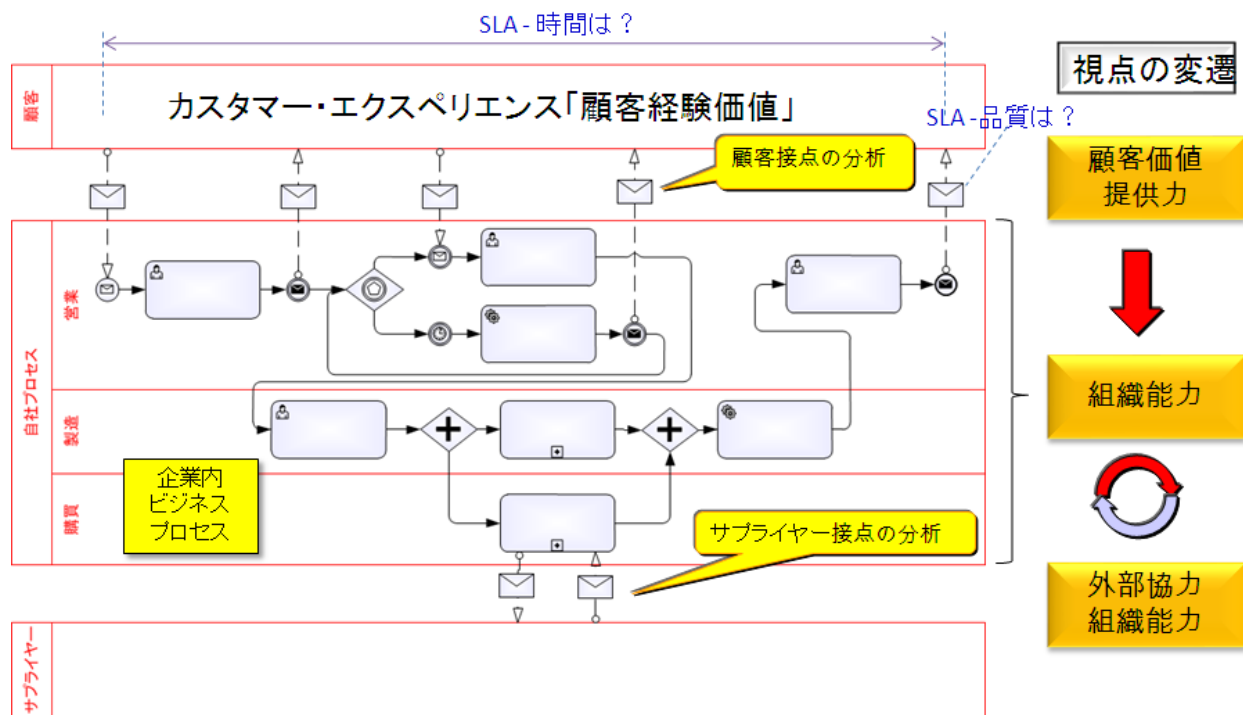 SLA - 時間は？
視点の変遷
顧客
カスタマー・エクスペリエンス「顧客経験価値」
SLA -品質は？
顧客接点の分析
顧客価値
提供力
自社プロセス
営業
組織能力
製造
企業内
ビジネス
プロセス
購買
サプライヤー接点の分析
外部協力
組織能力
サプライヤー